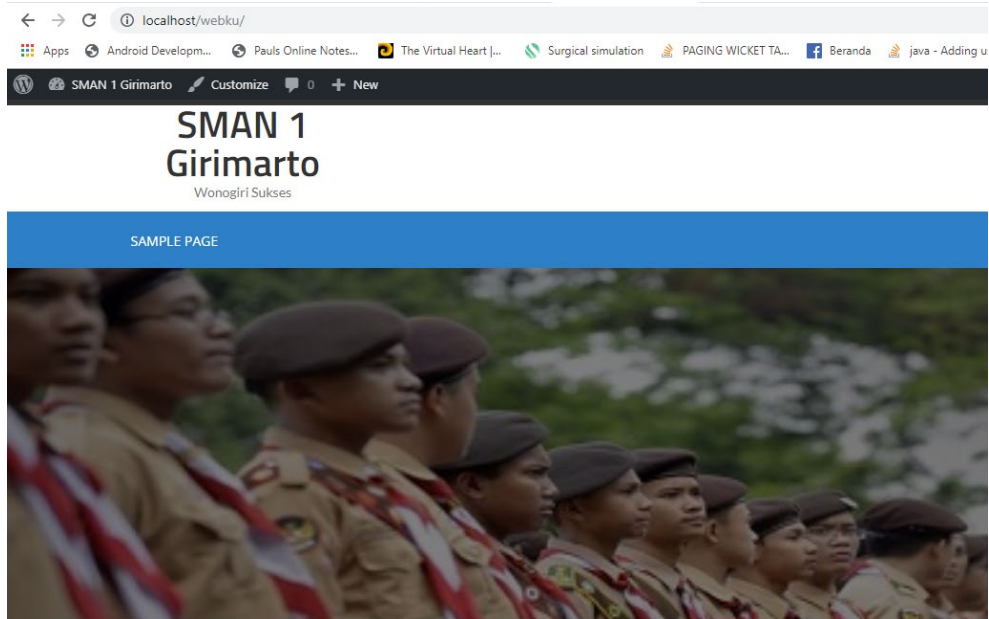 localhost/webku/
Apps Android Developm... Pauls Online Notes... The Virtual Heart |... Surgical simulation PAGING WICKET TA... Beranda java - Adding u
SMAN 1 Girimarto Customize 0 New
SMAN 1
Girimarto
Wonogiri Sukses
SAMPLE PAGE